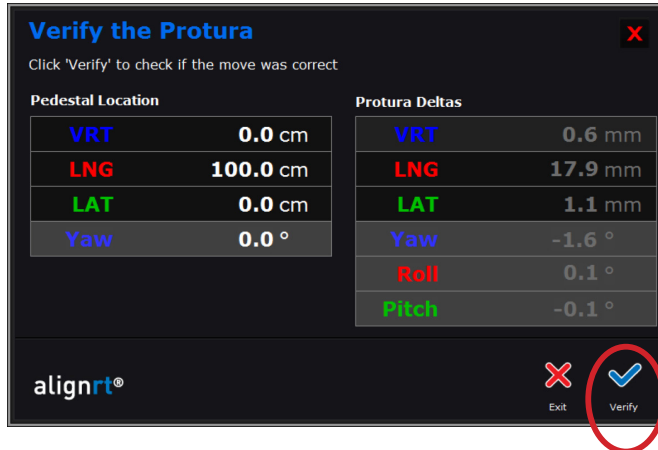 Verify the Protura
X
Click 'Verify' to check if the move was correct
Pedestal Location
VRT 0.0 cm
LNG 100.0 cm
LAT 0.0 cm
Yaw 0.0 °
Protura Deltas
VRT 0.6 mm
LNG 17.9 mm
LAT 1.1 mm
Yaw -1.6 °
Roll 0.1 °
Pitch -0.1 °
alignrt®
Exit
Verify